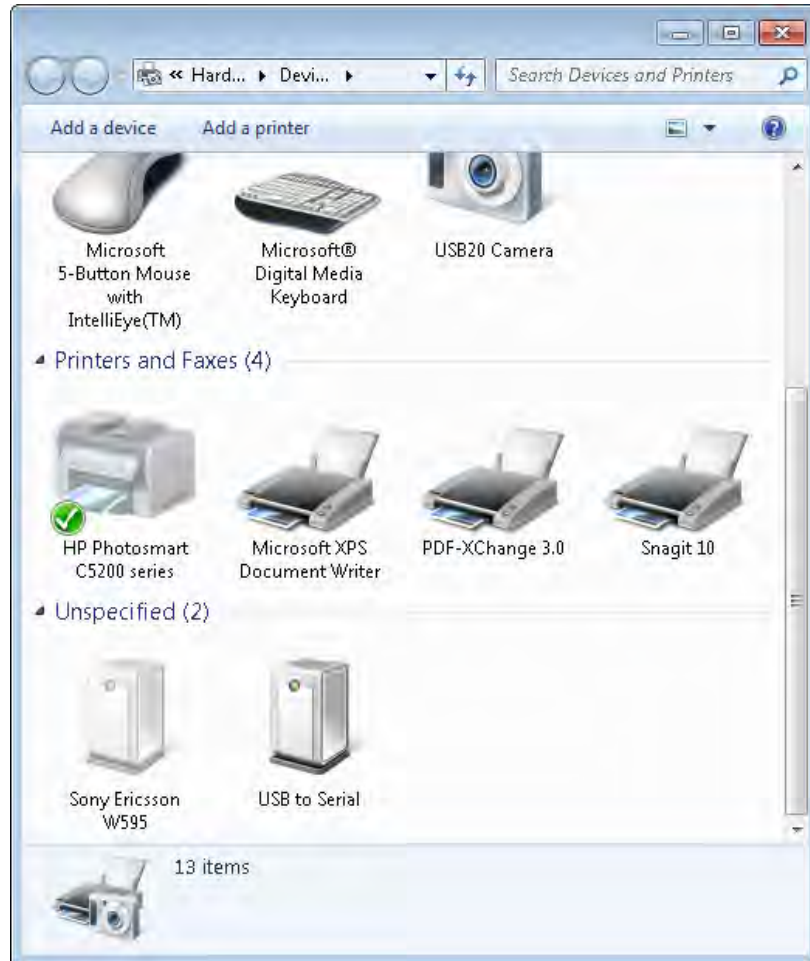 « Hard... ▸ Devi... ▸
Search Devices and Printers
Add a device Add a printer
Microsoft
5-Button Mouse
with
IntelliEye(TM)
Microsoft®
Digital Media
Keyboard
USB20 Camera
Printers and Faxes (4)
HP Photosmart
C5200 series
Microsoft XPS
Document Writer
PDF-XChange 3.0
Snagit 10
Unspecified (2)
Sony Ericsson
W595
USB to Serial
13 items